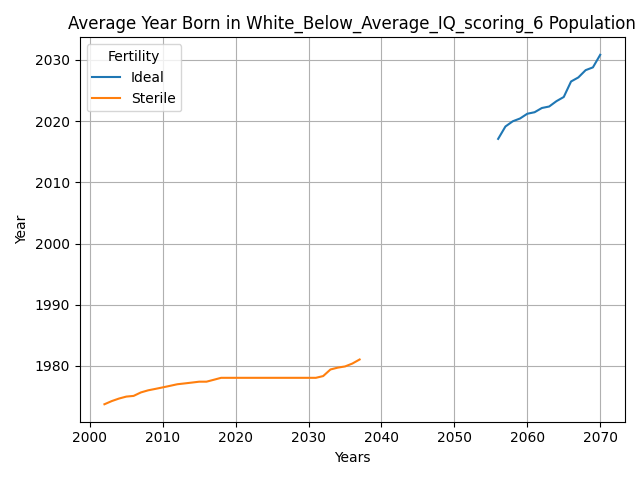 Average Year Born in White_Below_Average_IQ_scoring_6 Population
Fertility
Ideal
Sterile
Year
2030
2020
2010
2000
1990
1980
2000 2010 2020 2030 2040 2050 2060 2070
Years